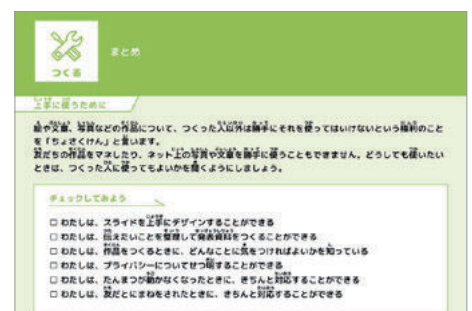 つくる
まとめ
上手に使うために
絵や文章、写真などの作品について、つくった人以外は勝手にそれを使ってはいけないという権利のこと
を「ちょさくけん」と言います。
友だちの作品をマネしたり、ネット上の写真や文章を勝手に使うこともできません。どうしても使いたい
ときは、つくった人に使ってもよいかを聞くようにしましょう。
チェックしてみよう
□ わたしは、スライドを上手にデザインすることができる
□ わたしは、伝えたいことを整理して発表資料をつくることができる
□ わたしは、作品をつくるときに、どんなことに気をつければよいかを知っている
□ わたしは、プライバシーについてせつ明することができる
□ わたしは、たんまつが動かなくなったときに、きちんと対応することができる
□ わたしは、友だとにまねをされたときに、きちんと対応することができる